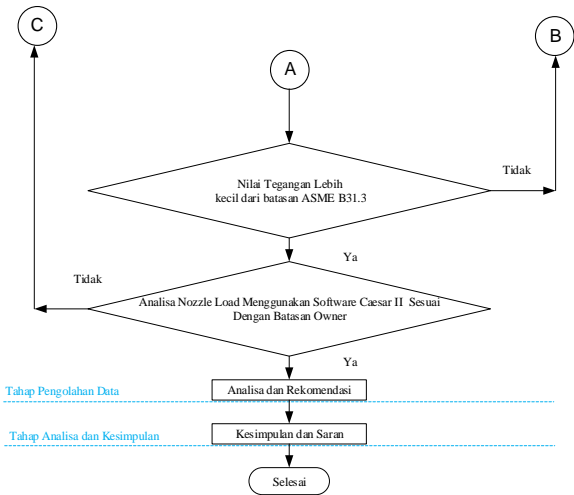 C
B
A
Nilai Tegangan Lebih
kecil dari batasan ASME B31.3
Tidak
Ya
Tidak
Analisa Nozzle Load Menggunakan Software Caesar II Sesuai
Dengan Batasan Owner
Ya
Tahap Pengolahan Data
Analisa dan Rekomendasi
Tahap Analisa dan Kesimpulan
Kesimpulan dan Saran
Selesai